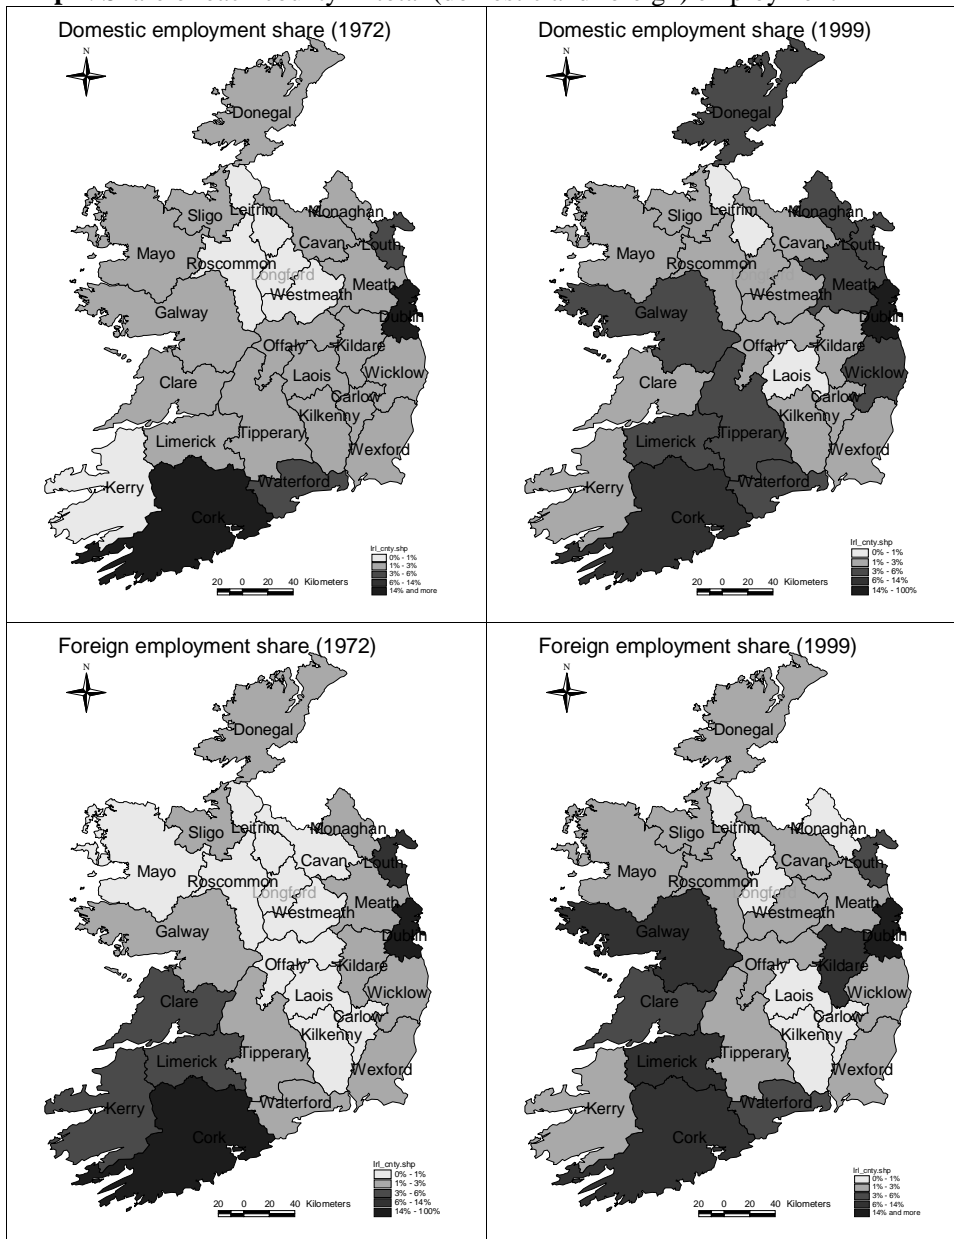 Domestic employment share (1972)
N
Donegal
Sligo
Leitrim
Monaghan
Cavan
Louth
Mayo
Roscommon
Longford
Westmeath
Meath
Galway
Dublin
Offaly
Kildare
Laois
Wicklow
Clare
Carlow
Kilkenny
Limerick
Tipperary
Wexford
Waterford
Kerry
Cork
Irl_cnty.shp
0% - 1%
1% - 3%
3% - 6%
6% - 14%
14% and more
20 0 20 40 Kilometers
Domestic employment share (1999)
N
Donegal
Sligo
Leitrim
Monaghan
Cavan
Louth
Mayo
Roscommon
Westmeath
Meath
Galway
Dublin
Offaly
Kildare
Laois
Wicklow
Clare
Carlow
Kilkenny
Limerick
Tipperary
Wexford
Waterford
Kerry
Cork
Irl_cnty.shp
0% - 1%
1% - 3%
3% - 6%
6% - 14%
14% - 100%
20 0 20 40 Kilometers
Foreign employment share (1972)
N
Donegal
Sligo
Leitrim
Monaghan
Cavan
Louth
Mayo
Roscommon
Longford
Westmeath
Meath
Galway
Dublin
Offaly
Kildare
Laois
Wicklow
Clare
Carlow
Kilkenny
Limerick
Tipperary
Wexford
Waterford
Kerry
Cork
Irl_cnty.shp
0% - 1%
1% - 3%
3% - 6%
6% - 14%
14% - 100%
20 0 20 40 Kilometers
Foreign employment share (1999)
N
Donegal
Sligo
Leitrim
Monaghan
Cavan
Louth
Mayo
Roscommon
Longford
Westmeath
Meath
Galway
Dublin
Offaly
Kildare
Laois
Wicklow
Clare
Carlow
Kilkenny
Limerick
Tipperary
Wexford
Waterford
Kerry
Cork
Irl_cnty.shp
0% - 1%
1% - 3%
3% - 6%
6% - 14%
14% and more
20 0 20 40 Kilometers